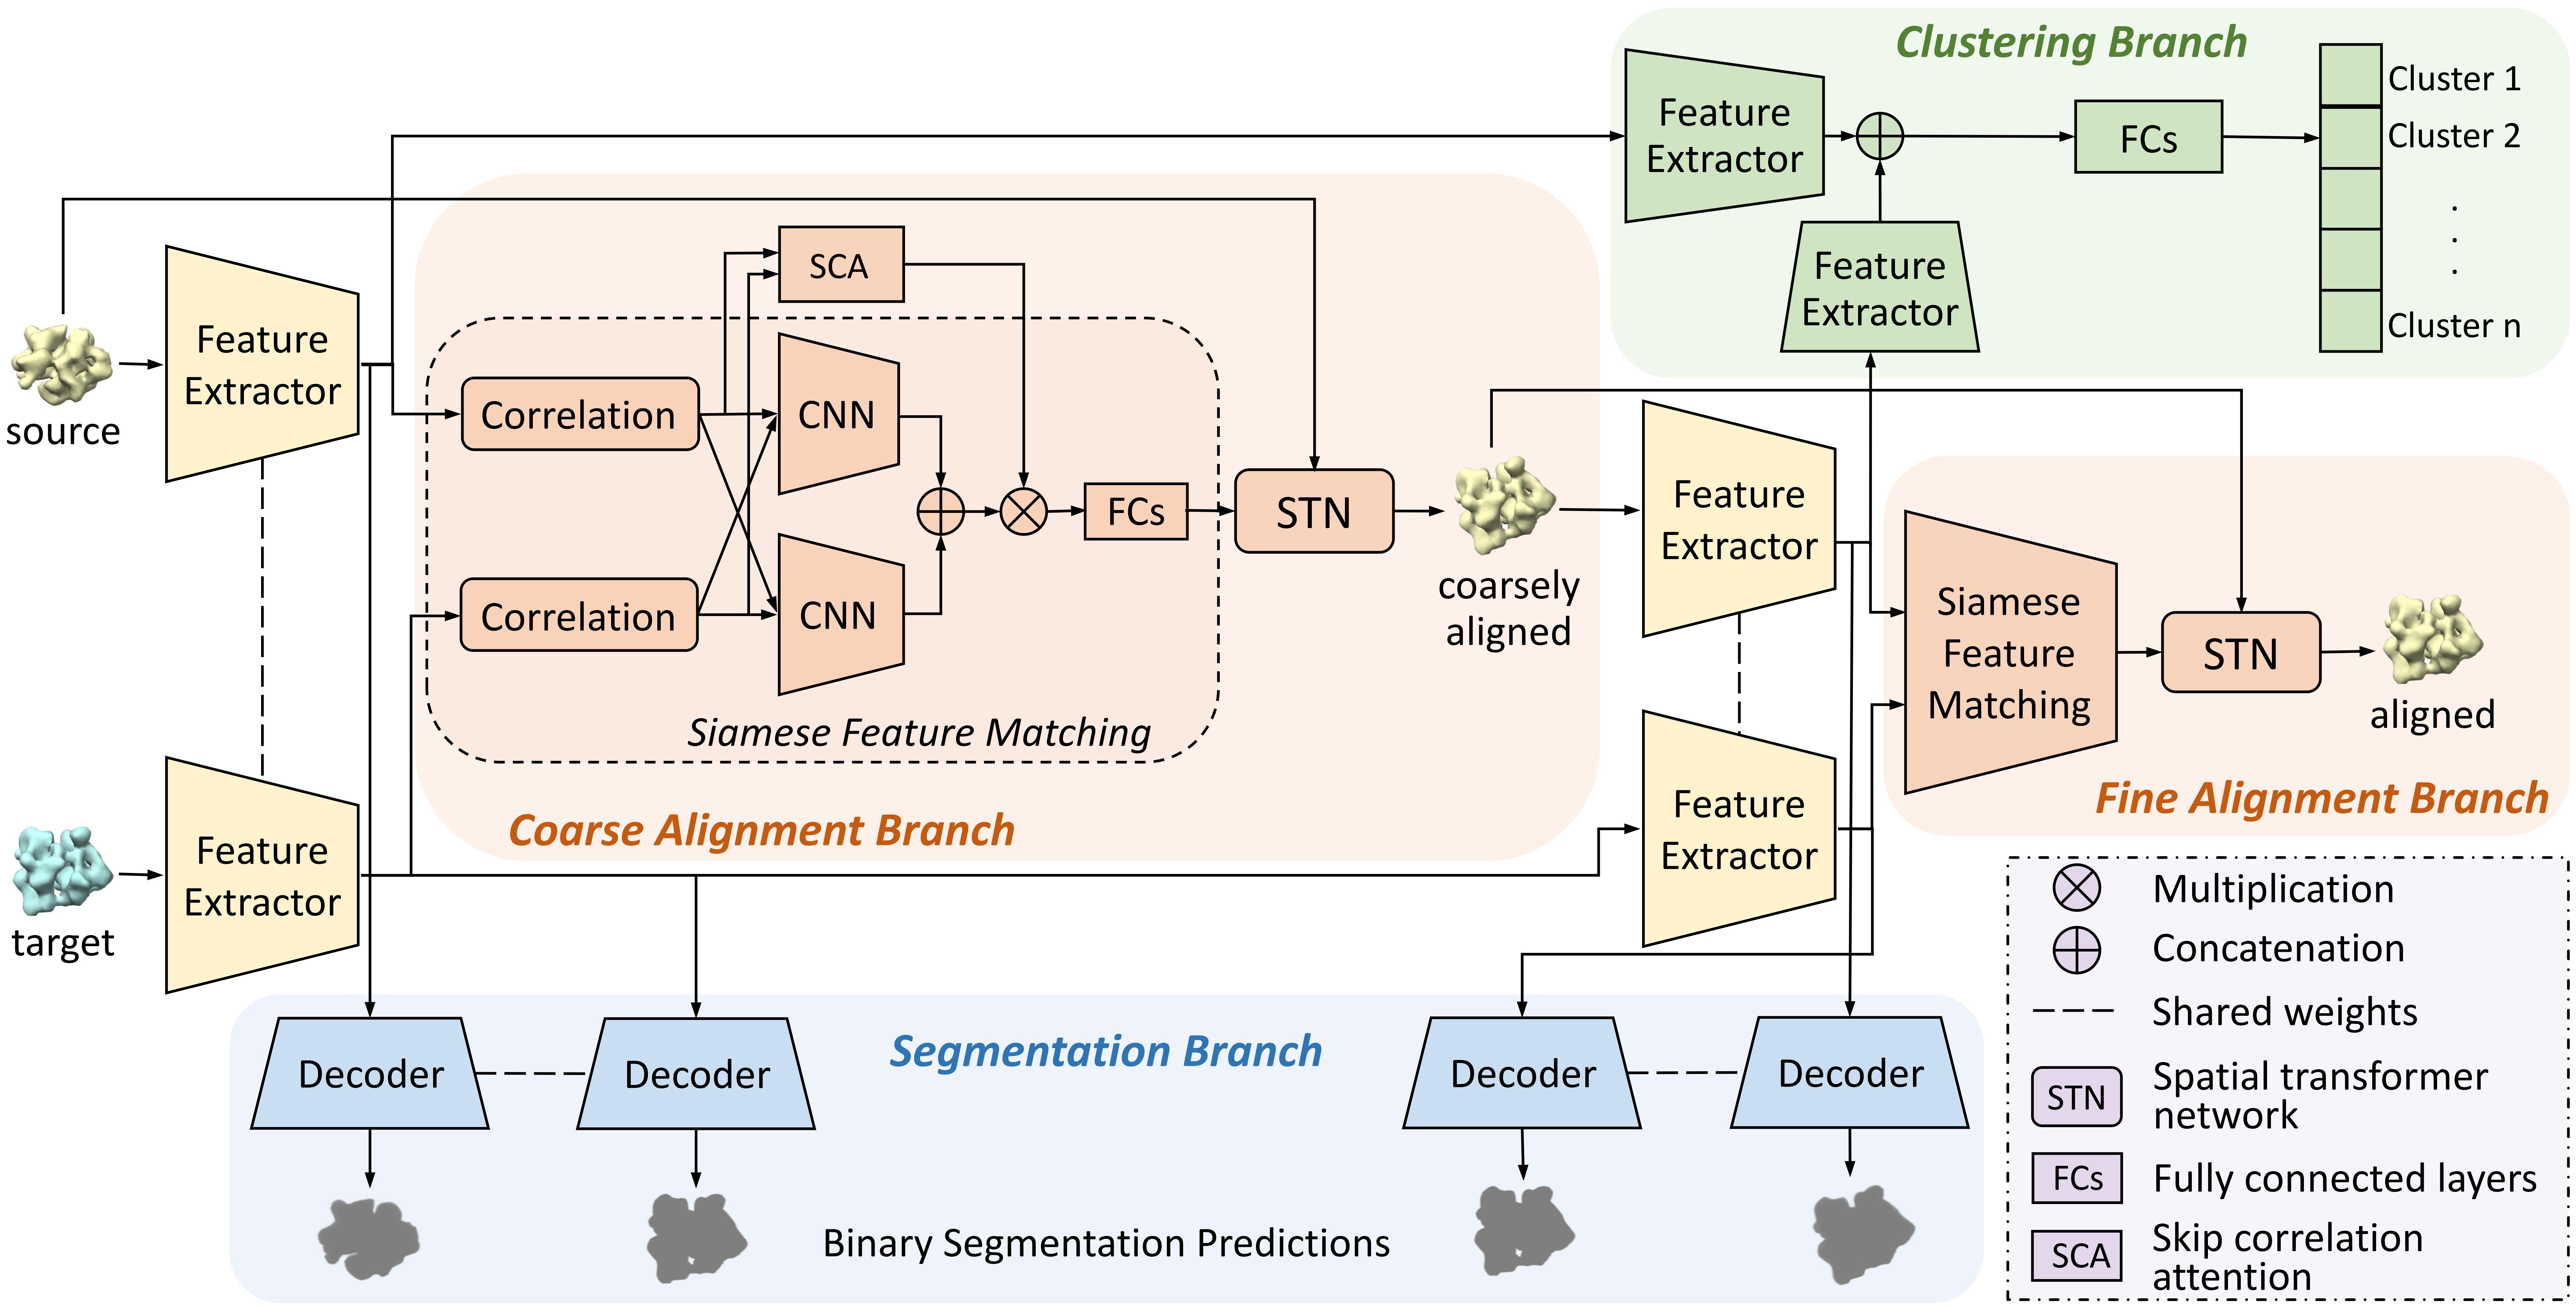 Clustering Branch
Feature
Extractor
FCs
Cluster 1
Cluster 2
.
.
.
Cluster n
Feature
Extractor
source
Feature
Extractor
SCA
Correlation
CNN
Correlation
CNN
FCs
STN
Siamese Feature Matching
Coarse Alignment Branch
coarsely
aligned
target
Feature
Extractor
Feature
Extractor
Feature
Extractor
Siamese
Feature
Matching
STN
aligned
Fine Alignment Branch
Segmentation Branch
Decoder
Decoder
Decoder
Decoder
Binary Segmentation Predictions
Multiplication
Concatenation
Shared weights
STN
Spatial transformer
network
FCs
Fully connected layers
SCA
Skip correlation
attention